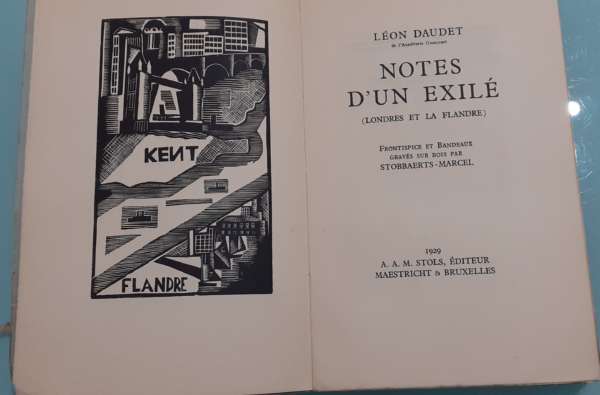 KENT
FLANDRE
LÉON DAUDET
de l'Académie Goncourt
NOTES
D'UN EXILÉ
(LONDRES ET LA FLANDRE)
Frontispice et Bandeaux
gravés sur bois par
STOBBAERTS-MARCEL
1929
A. A. M. STOLS, ÉDITEUR
MAESTRICHT & BRUXELLES